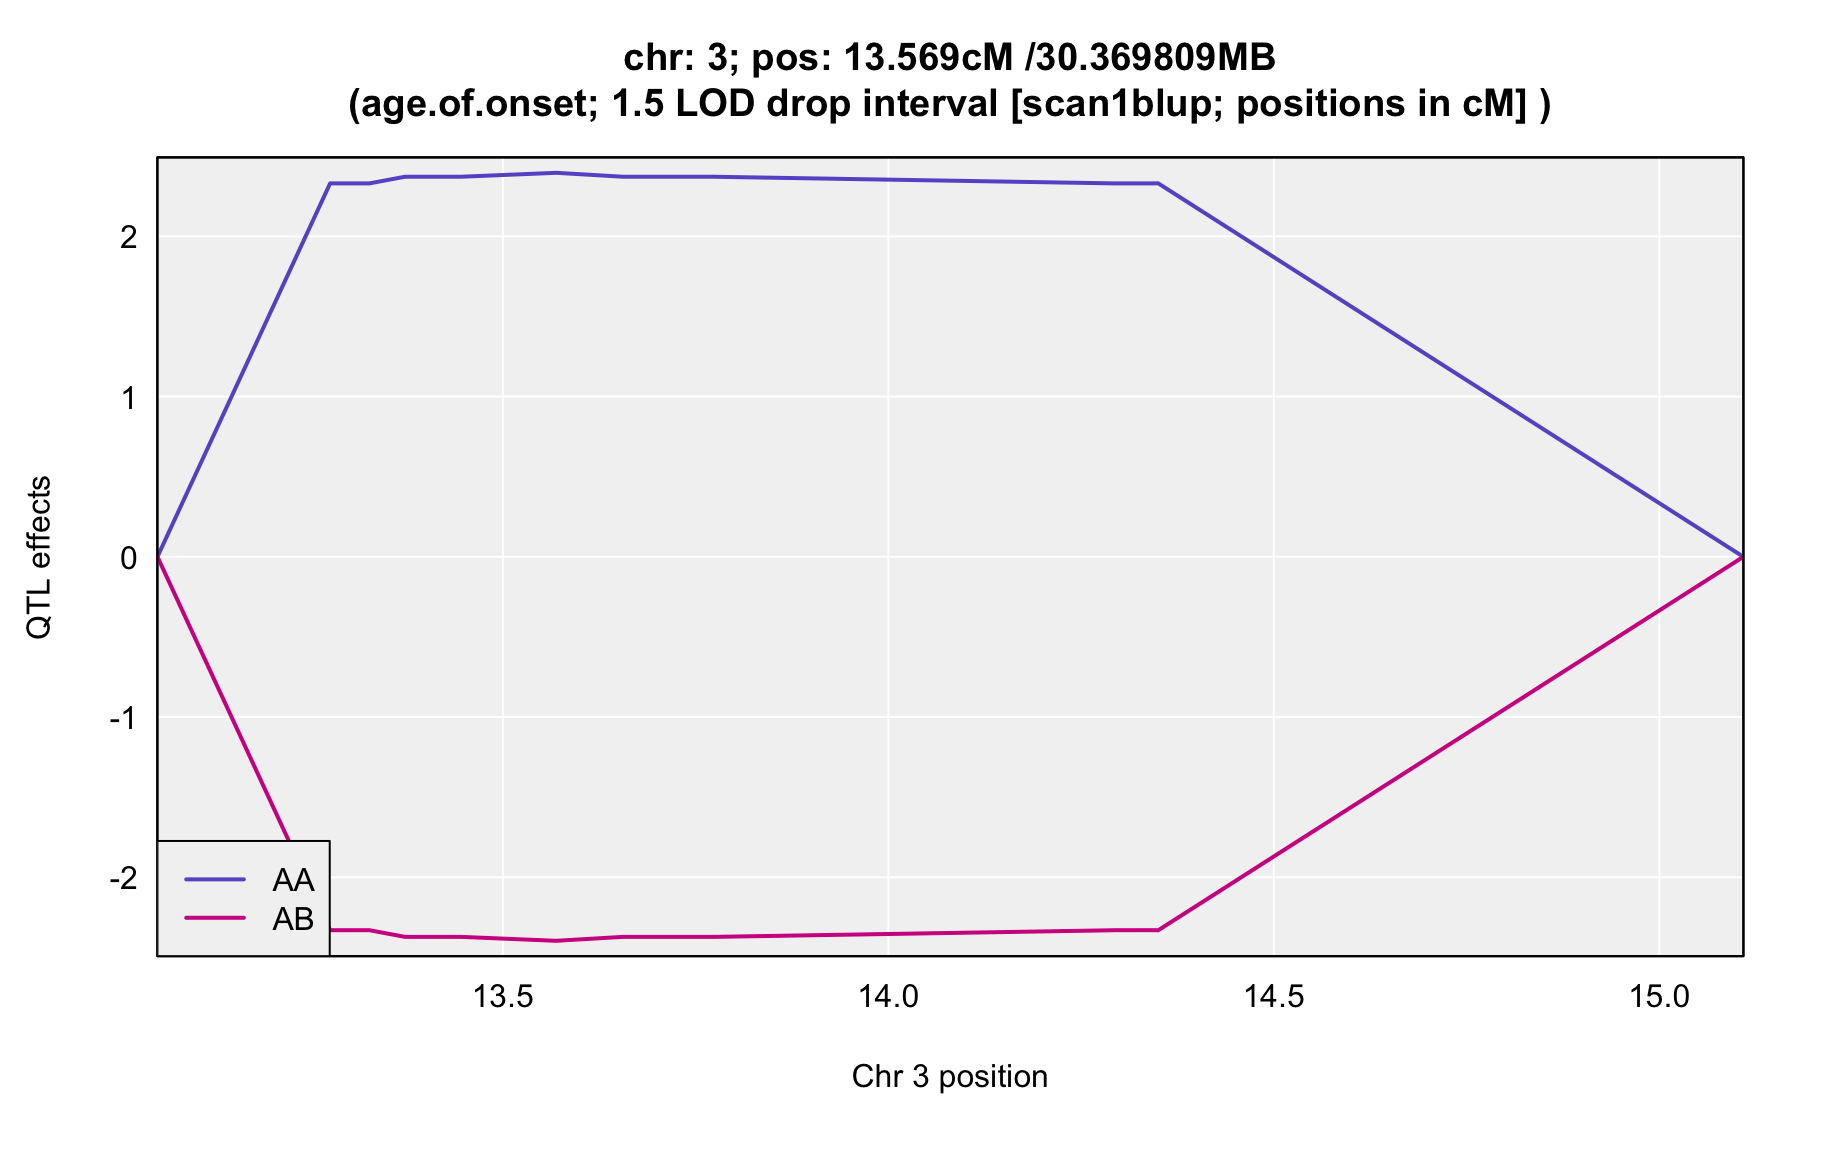 chr: 3; pos: 13.569cM /30.369809MB
(age.of.onset; 1.5 LOD drop interval [scan1blup; positions in cM] )
QTL effects
2
1
0
-1
-2
AA
AB
13.5 14.0 14.5 15.0
Chr 3 position